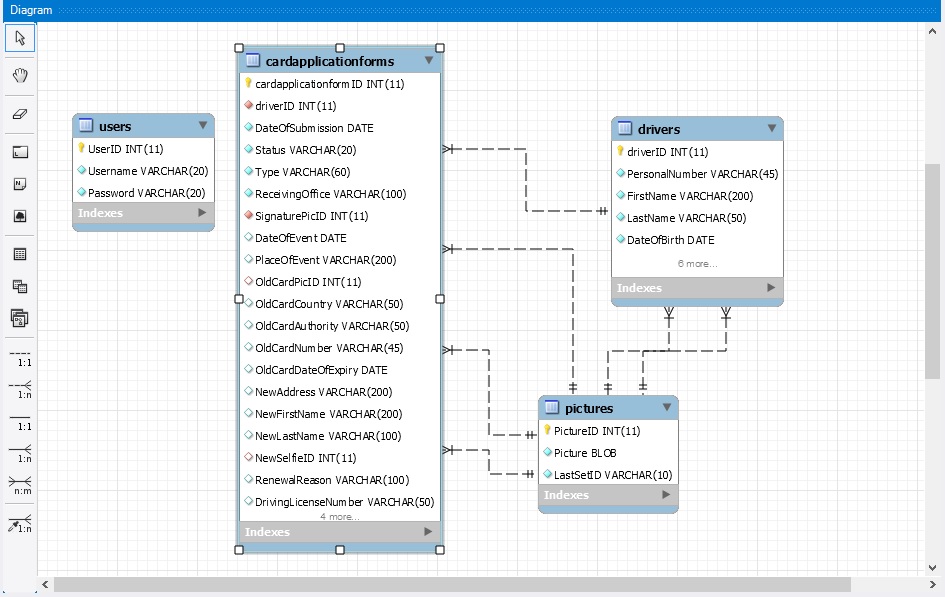 Diagram
users
UserID INT(11)
Username VARCHAR(20)
Password VARCHAR(20)
Indexes
cardapplicationforms
cardapplicationformID INT(11)
driverID INT(11)
DateOfSubmission DATE
Status VARCHAR(20)
Type VARCHAR(60)
ReceivingOffice VARCHAR(100)
SignaturePicID INT(11)
DateOfEvent DATE
PlaceOfEvent VARCHAR(200)
OldCardPicID INT(11)
OldCardCountry VARCHAR(50)
OldCardAuthority VARCHAR(50)
OldCardNumber VARCHAR(45)
OldCardDateOfExpiry DATE
NewAddress VARCHAR(200)
NewFirstName VARCHAR(200)
NewLastName VARCHAR(100)
NewSelfieID INT(11)
RenewalReason VARCHAR(100)
DrivingLicenseNumber VARCHAR(50)
4 more...
Indexes
drivers
driverID INT(11)
PersonalNumber VARCHAR(45)
FirstName VARCHAR(200)
LastName VARCHAR(50)
DateOfBirth DATE
6 more...
Indexes
pictures
PictureID INT(11)
Picture BLOB
LastSetID VARCHAR(10)
Indexes
1:1
1:n
1:1
1:n
n:m
1:n